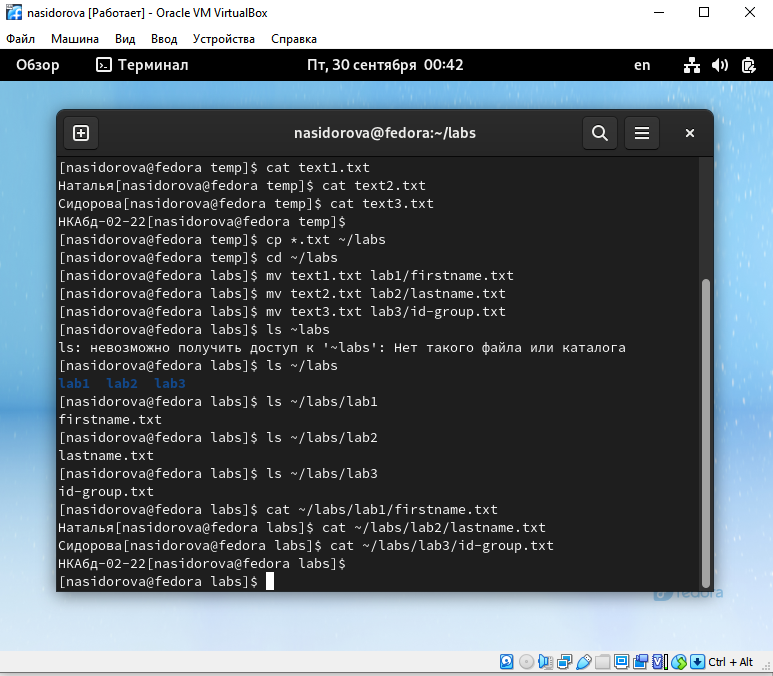 nasidorova [Работает] - Oracle VM VirtualBox
Файл Машина Вид Ввод Устройства Справка
Обзор Терминал Пт, 30 сентября 00:42 en
nasidorova@fedora:~/labs
[nasidorova@fedora temp]$ cat text1.txt
Наталья[nasidorova@fedora temp]$ cat text2.txt
Сидорова[nasidorova@fedora temp]$ cat text3.txt
НКАбд-02-22[nasidorova@fedora temp]$
[nasidorova@fedora temp]$ cp *.txt ~/labs
[nasidorova@fedora temp]$ cd ~/labs
[nasidorova@fedora labs]$ mv text1.txt lab1/firstname.txt
[nasidorova@fedora labs]$ mv text2.txt lab2/lastname.txt
[nasidorova@fedora labs]$ mv text3.txt lab3/id-group.txt
[nasidorova@fedora labs]$ ls ~labs
ls: невозможно получить доступ к '~labs': Нет такого файла или каталога
[nasidorova@fedora labs]$ ls ~/labs
lab1 lab2 lab3
[nasidorova@fedora labs]$ ls ~/labs/lab1
firstname.txt
[nasidorova@fedora labs]$ ls ~/labs/lab2
lastname.txt
[nasidorova@fedora labs]$ ls ~/labs/lab3
id-group.txt
[nasidorova@fedora labs]$ cat ~/labs/lab1/firstname.txt
Наталья[nasidorova@fedora labs]$ cat ~/labs/lab2/lastname.txt
Сидорова[nasidorova@fedora labs]$ cat ~/labs/lab3/id-group.txt
НКАбд-02-22[nasidorova@fedora labs]$
[nasidorova@fedora labs]$
fedora
Ctrl + Alt